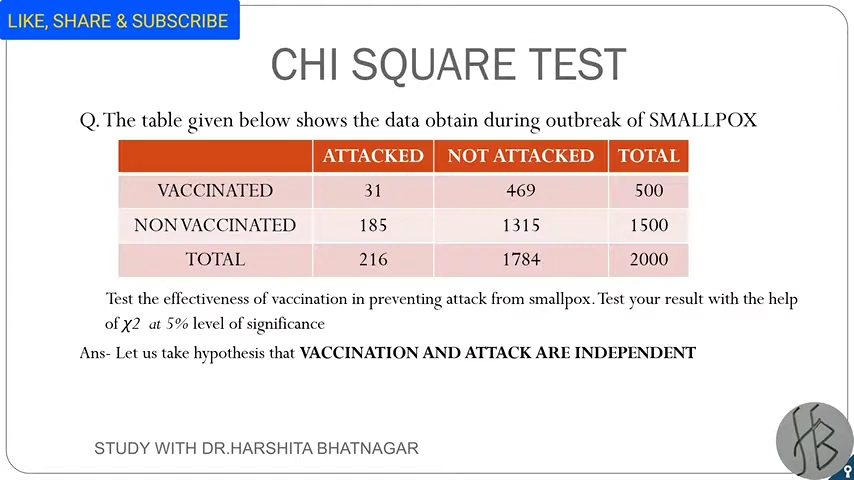 LIKE, SHARE & SUBSCRIBE
CHI SQUARE TEST
Q. The table given below shows the data obtain during outbreak of SMALLPOX
ATTACKED NOT ATTACKED TOTAL
VACCINATED 31 469 500
NON VACCINATED 185 1315 1500
TOTAL 216 1784 2000
Test the effectiveness of vaccination in preventing attack from smallpox. Test your result with the help
of χ2 at 5% level of significance
Ans- Let us take hypothesis that VACCINATION AND ATTACK ARE INDEPENDENT
STUDY WITH DR.HARSHITA BHATNAGAR
HB